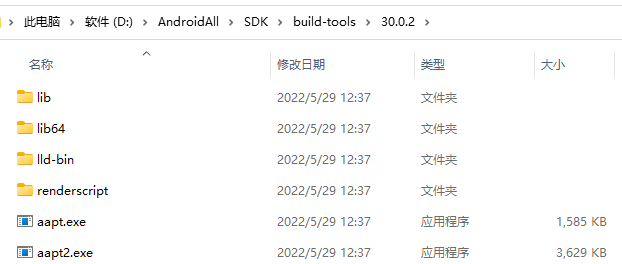 此电脑 > 软件 (D:) > AndroidAll > SDK > build-tools > 30.0.2 >
名称 修改日期 类型 大小
lib 2022/5/29 12:37 文件夹
lib64 2022/5/29 12:37 文件夹
lld-bin 2022/5/29 12:37 文件夹
renderscript 2022/5/29 12:37 文件夹
aapt.exe 2022/5/29 12:37 应用程序 1,585 KB
aapt2.exe 2022/5/29 12:37 应用程序 3,629 KB